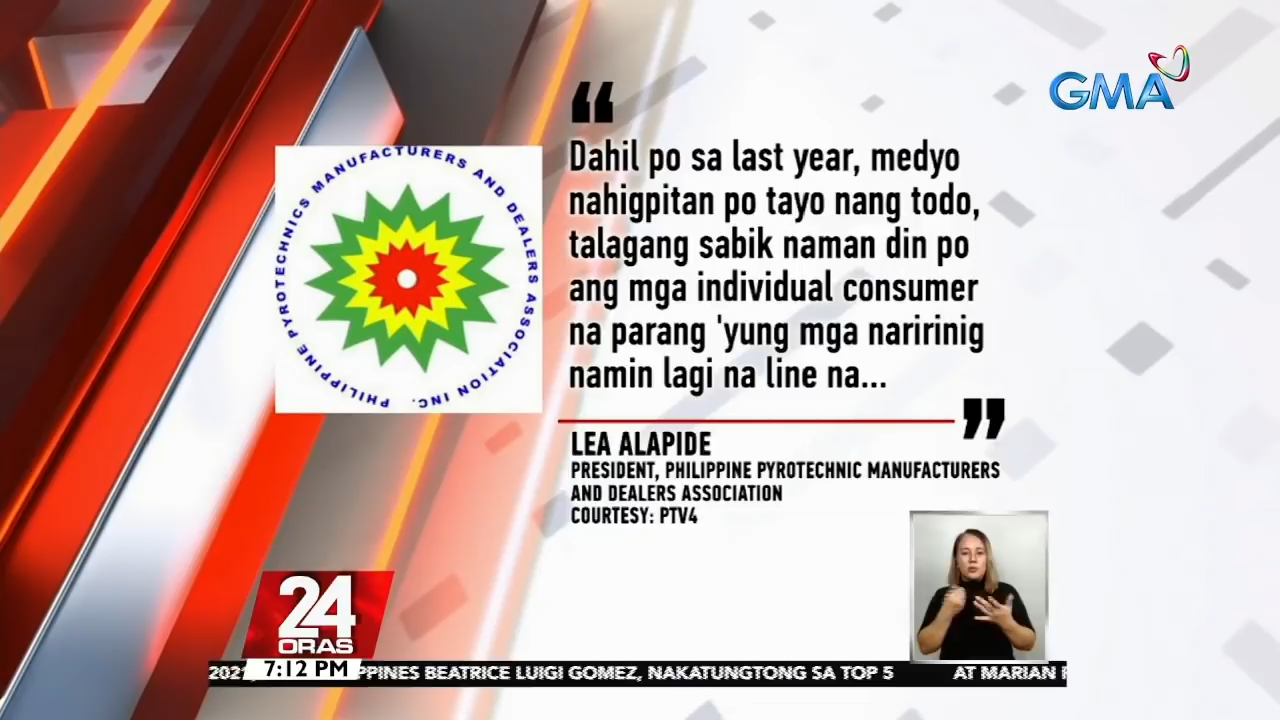 GMA
PHILIPPINE PYROTECHNICS MANUFACTURERS AND DEALERS ASSOCIATION INC.
“
Dahil po sa last year, medyo
nahigpitan po tayo nang todo,
talagang sabik naman din po
ang mga individual consumer
na parang 'yung mga naririnig
namin lagi na line na...
”
LEA ALAPIDE
PRESIDENT, PHILIPPINE PYROTECHNIC MANUFACTURERS
AND DEALERS ASSOCIATION
COURTESY: PTV4
24
ORAS
7:12 PM
2021, PPINES BEATRICE LUIGI GOMEZ, NAKATUNGTONG SA TOP 5 AT MARIAN